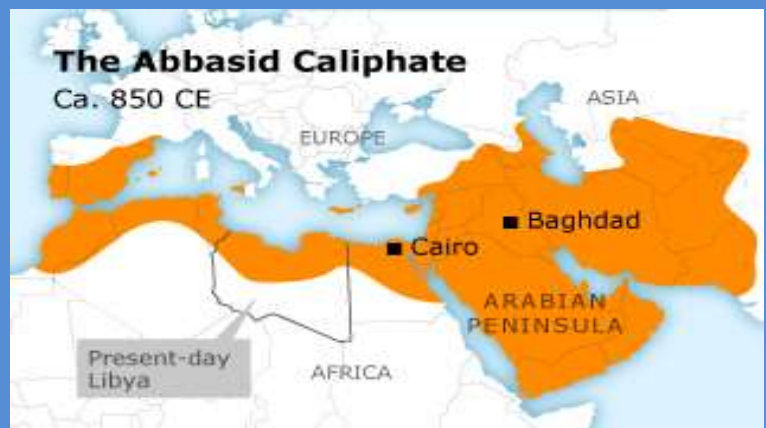 The Abbasid Caliphate
Ca. 850 CE
ASIA
EUROPE
Baghdad
Cairo
ARABIAN
PENINSULA
Present-day
Libya
AFRICA